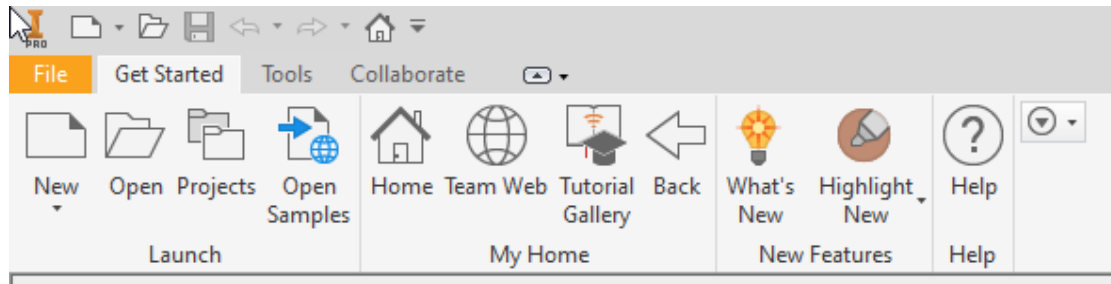 PRO
File Get Started Tools Collaborate
New Open Projects Open Samples Home Team Web Tutorial Gallery Back What's New Highlight New Help
Launch My Home New Features Help